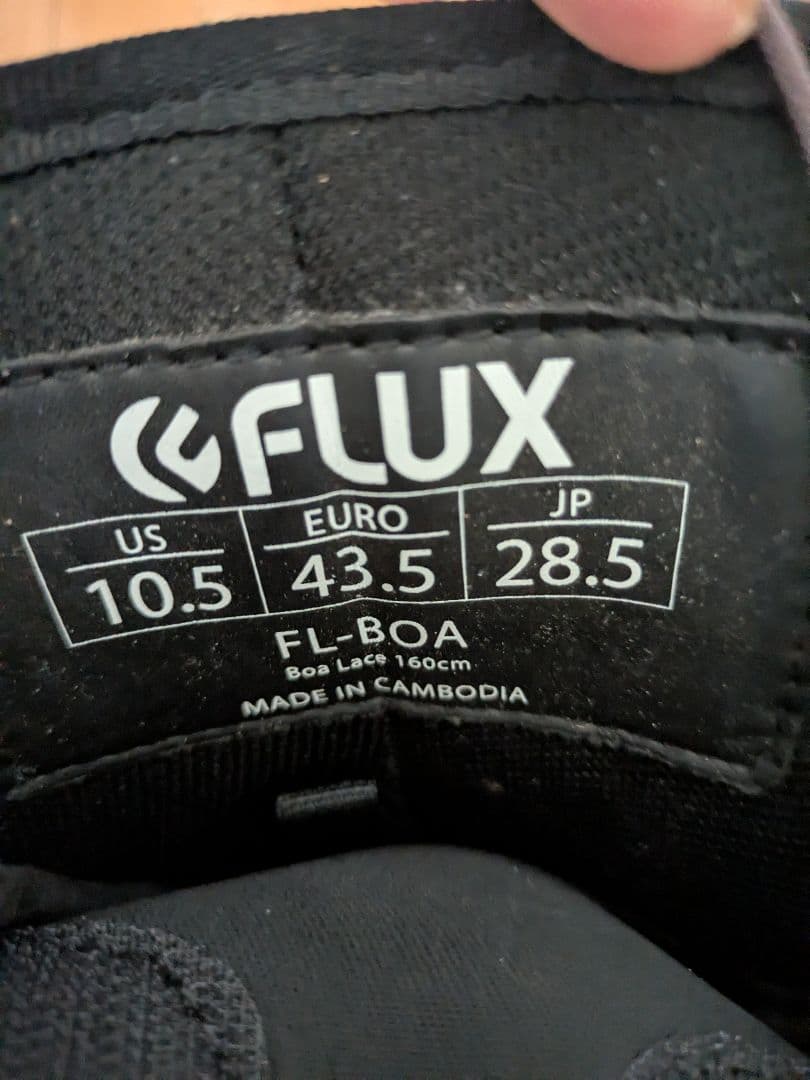 FLUX
US EURO JP
10.5 43.5 28.5
FL-BOA
Boa Lace 160cm
MADE IN CAMBODIA